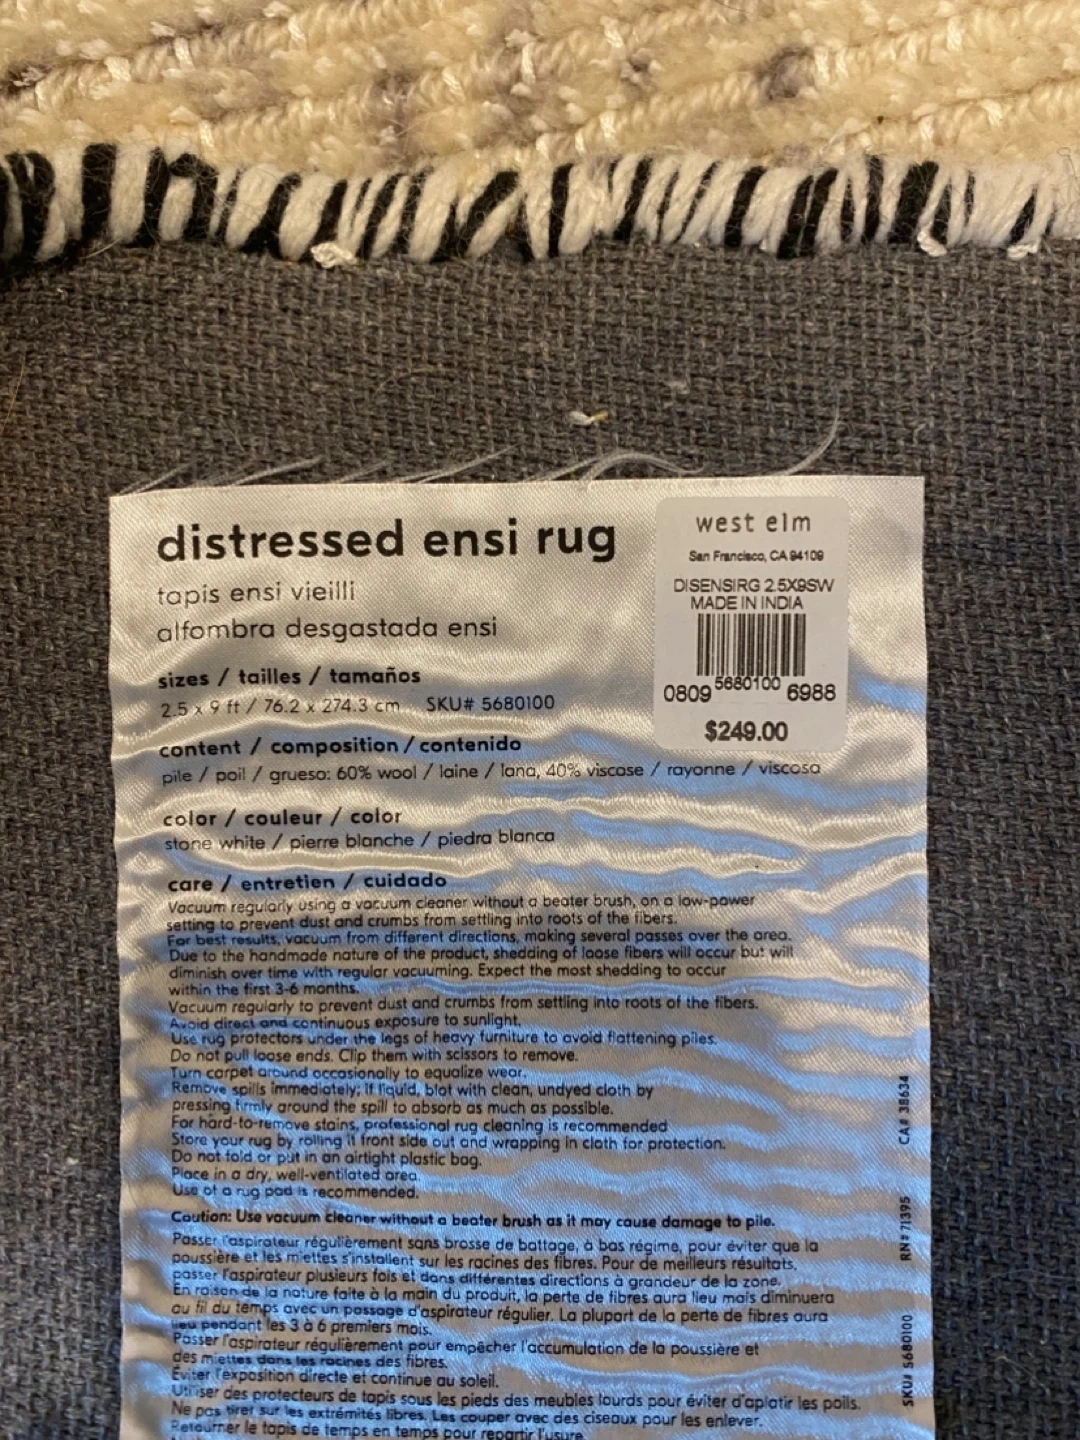 distressed ensi rug
tapis ensi vieilli
alfombra desgastada ensi
west elm
San Francisco, CA 94109
DISENSIRG 2.5X9SW
MADE IN INDIA
0809 5680100 6988
$249.00
sizes / tailles / tamaños
2.5 x 9 ft / 76.2 x 274.3 cm SKU# 5680100
content / composition / contenido
pile / poil / grueso: 60% wool / laine / lana, 40% viscose / rayonne / viscosa
color / couleur / color
stone white / pierre blanche / piedra blanca
care / entretien / cuidado
Vacuum regularly using a vacuum cleaner without a beater brush, on a low-power
setting to prevent dust and crumbs from settling into roots of the fibers.
For best results, vacuum from different directions, making several passes over the area.
Due to the handmade nature of the product, shedding of loose fibers will occur but will
diminish over time with regular vacuuming. Expect the most shedding to occur
within the first 3-6 months.
Vacuum regularly to prevent dust and crumbs from settling into roots of the fibers.
Avoid direct and continuous exposure to sunlight.
Use rug protectors under the legs of heavy furniture to avoid flattening piles.
Do not pull loose ends. Clip them with scissors to remove.
Turn carpet around occasionally to equalize wear.
Remove spills immediately; if liquid, blot with clean, undyed cloth by
pressing firmly around the spill to absorb as much as possible.
For hard-to-remove stains, professional rug cleaning is recommended
Store your rug by rolling it front side out and wrapping in cloth for protection.
Do not fold or put in an airtight plastic bag.
Place in a dry, well-ventilated area.
Use of a rug pad is recommended.
Caution: Use vacuum cleaner without a beater brush as it may cause damage to pile.
Passer l'aspirateur régulièrement sans brosse de battage, à bas régime, pour éviter que la
poussière et les miettes s'installent sur les racines des fibres. Pour de meilleurs résultats,
passer l'aspirateur plusieurs fois et dans différentes directions à grandeur de la zone.
En raison de la nature faite à la main du produit, la perte de fibres aura lieu mais diminuera
au fil du temps avec un passage d'aspirateur régulier. La plupart de la perte de fibres aura
lieu pendant les 3 à 6 premiers mois.
Passer l'aspirateur régulièrement pour empêcher l'accumulation de la poussière et
des miettes dans les racines des fibres.
Éviter l'exposition directe et continue au soleil.
Utiliser des protecteurs de tapis sous les pieds des meubles lourds pour éviter d'aplatir les poils.
Ne pas tirer sur les extrémités libres. Les couper avec des ciseaux pour les enlever.
Retourner le tapis de temps en temps pour repartir l'usure.
SKU# 5680100 RN# 71395 CA# 38634